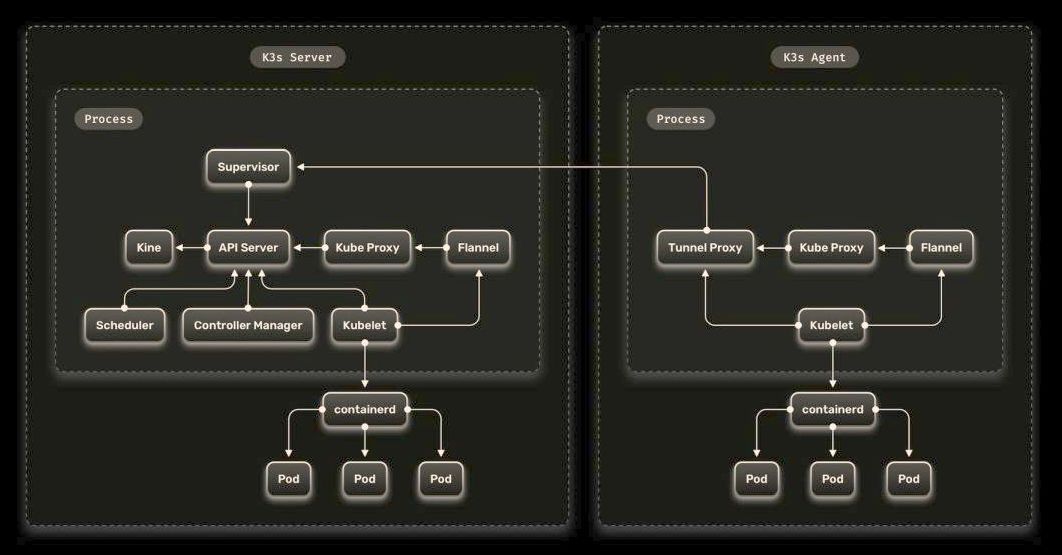 K3s Server
Process
Supervisor
Kine
API Server
Kube Proxy
Flannel
Scheduler
Controller Manager
Kubelet
containerd
Pod
Pod
Pod
K3s Agent
Process
Tunnel Proxy
Kube Proxy
Flannel
Kubelet
containerd
Pod
Pod
Pod